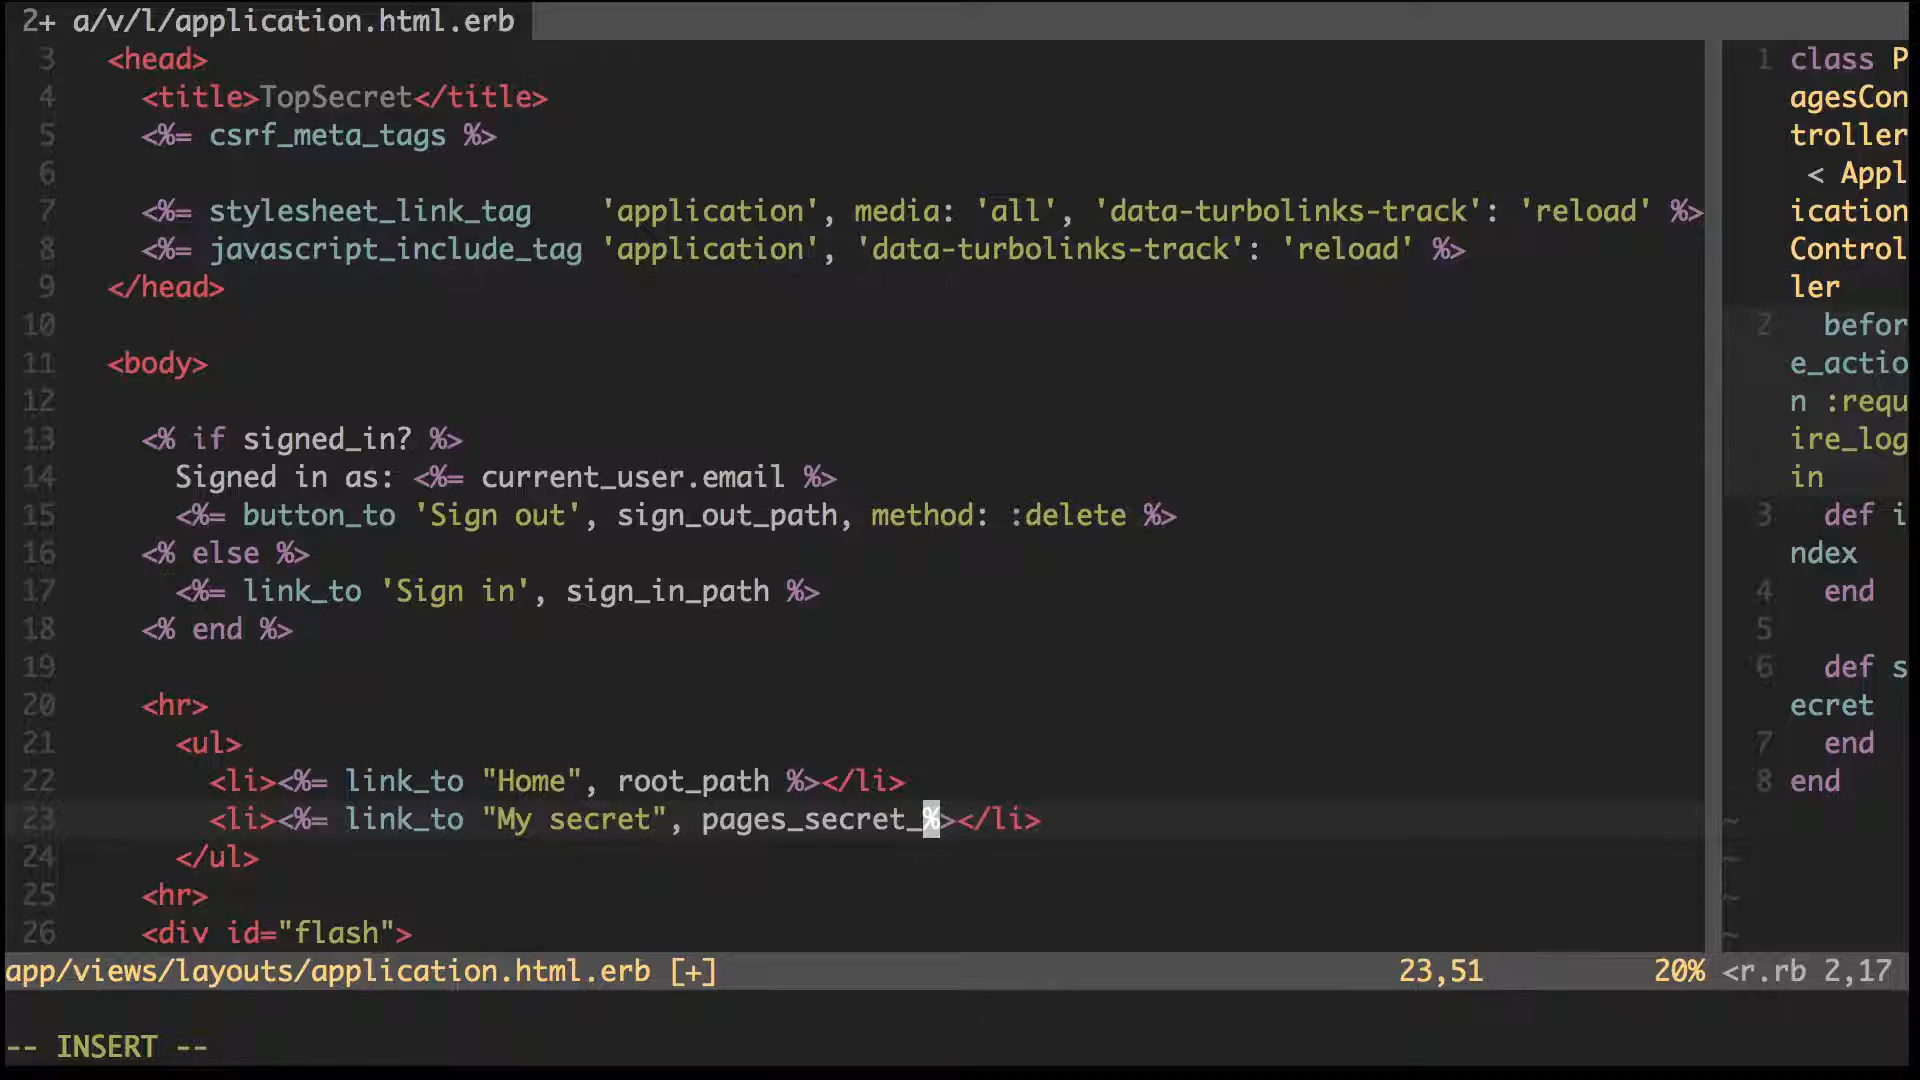 2+ a/v/l/application.html.erb
3 <head>
4 <title>TopSecret</title>
5 <%= csrf_meta_tags %>
6
7 <%= stylesheet_link_tag    'application', media: 'all', 'data-turbolinks-track': 'reload' %>
8 <%= javascript_include_tag 'application', 'data-turbolinks-track': 'reload' %>
9 </head>
10
11 <body>
12
13 <% if signed_in? %>
14 Signed in as: <%= current_user.email %>
15 <%= button_to 'Sign out', sign_out_path, method: :delete %>
16 <% else %>
17 <%= link_to 'Sign in', sign_in_path %>
18 <% end %>
19
20 <hr>
21 <ul>
22 <li><%= link_to "Home", root_path %></li>
23 <li><%= link_to "My secret", pages_secret_%></li>
24 </ul>
25 <hr>
26 <div id="flash">
1 class P
agesCon
troller
< Appl
ication
Control
ler
2 befor
e_actio
n :requ
ire_log
in
3 def i
ndex
4 end
5
6 def s
ecret
7 end
8 end
~
~
~
~
app/views/layouts/application.html.erb [+] 23,51 20% <r.rb 2,17
-- INSERT --